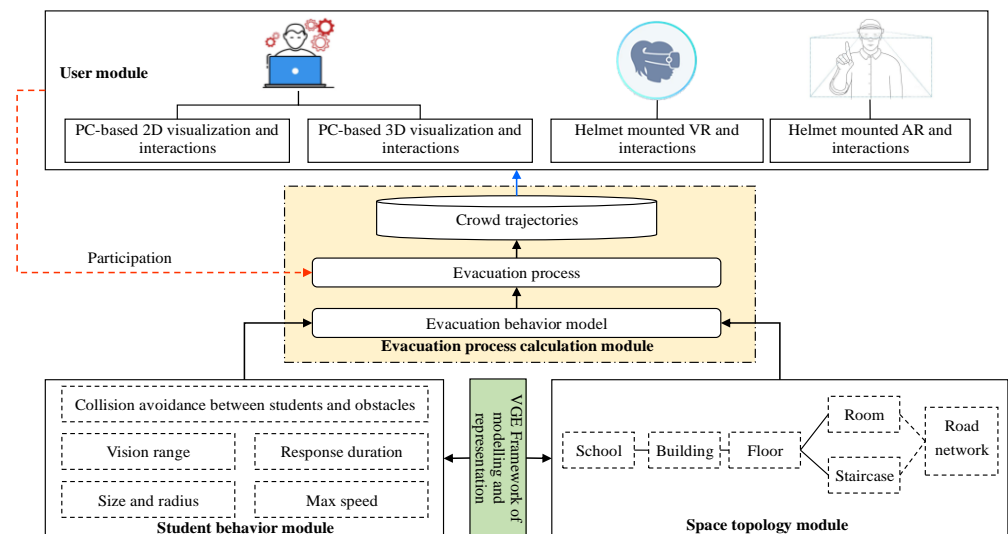 User module
PC-based 2D visualization and
interactions
PC-based 3D visualization and
interactions
Helmet mounted VR and
interactions
Helmet mounted AR and
interactions
Crowd trajectories
Participation
Evacuation process
Evacuation behavior model
Evacuation process calculation module
Collision avoidance between students and obstacles
Vision range
Response duration
Size and radius
Max speed
Student behavior module
VGE Framework of
modelling and
representation
School
Building
Floor
Room
Staircase
Road
network
Space topology module